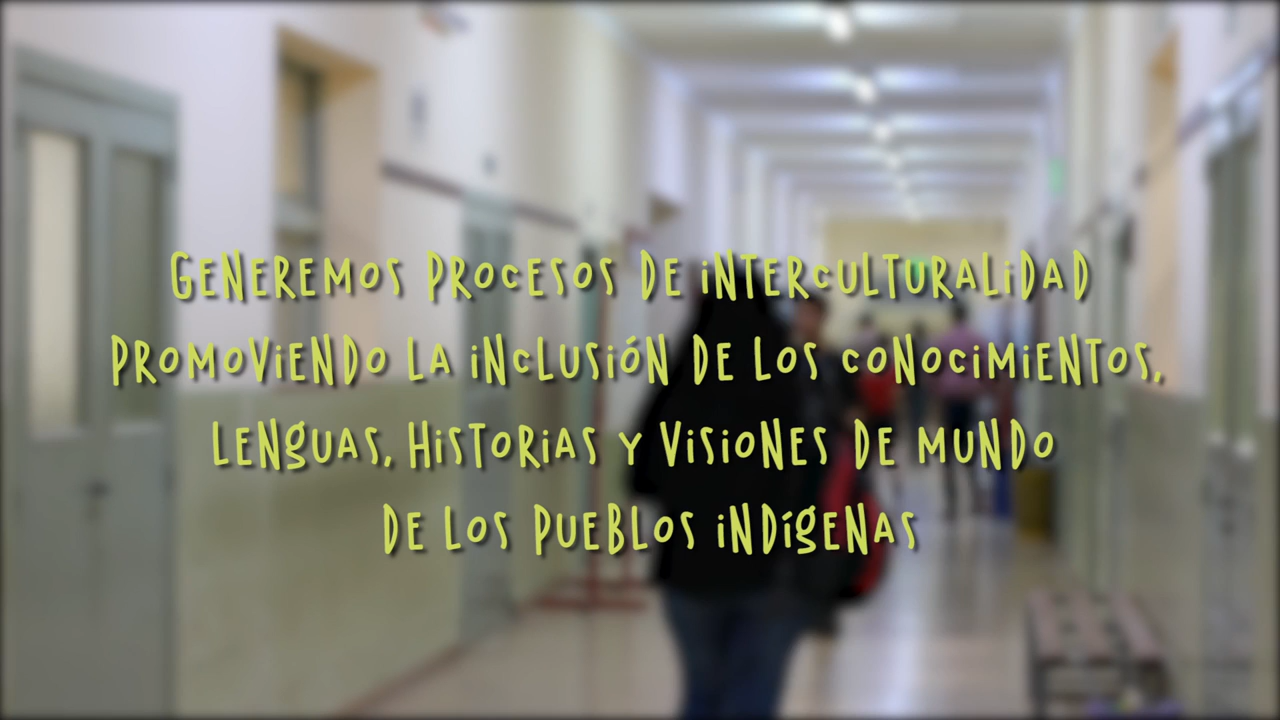 GENEREMOS PROCESOS DE iNTERCULTURALiDAD
PROMOViENDO LA iNCLUSiÓN DE LOS CONOCiMiENTOS,
LENGUAS, HiSTORiAS Y ViSiONES DE MUNDO
DE LOS PUEBLOS iNDÍGENAS